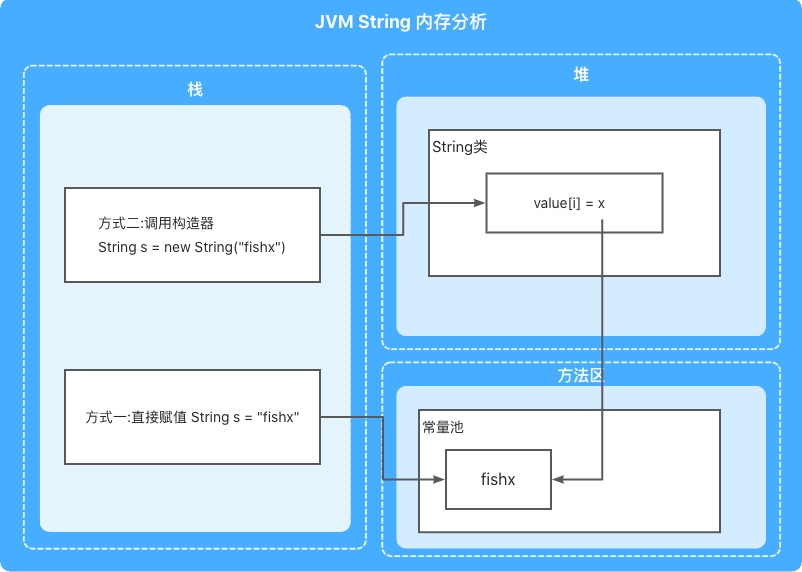 JVM String 内存分析
栈
方式二:调用构造器
String s = new String("fishx")
方式一:直接赋值 String s = "fishx"
堆
String类
value[i] = x
方法区
常量池
fishx